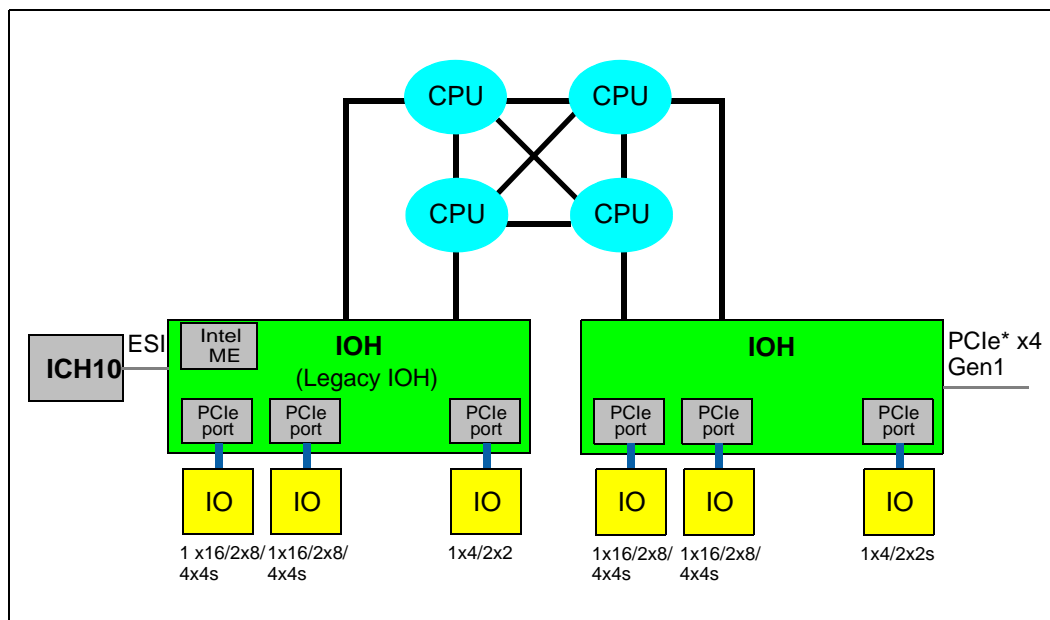 CPU
CPU
CPU
CPU
ICH10
ESI
Intel
ME
IOH
(Legacy IOH)
IOH
PCIe* x4
Gen1
PCIe
port
PCIe
port
PCIe
port
PCIe
port
PCIe
port
PCIe
port
IO
IO
IO
IO
IO
IO
1 x16/2x8/
4x4s
1x16/2x8/
4x4s
1x4/2x2
1x16/2x8/
4x4s
1x16/2x8/
4x4s
1x4/2x2s